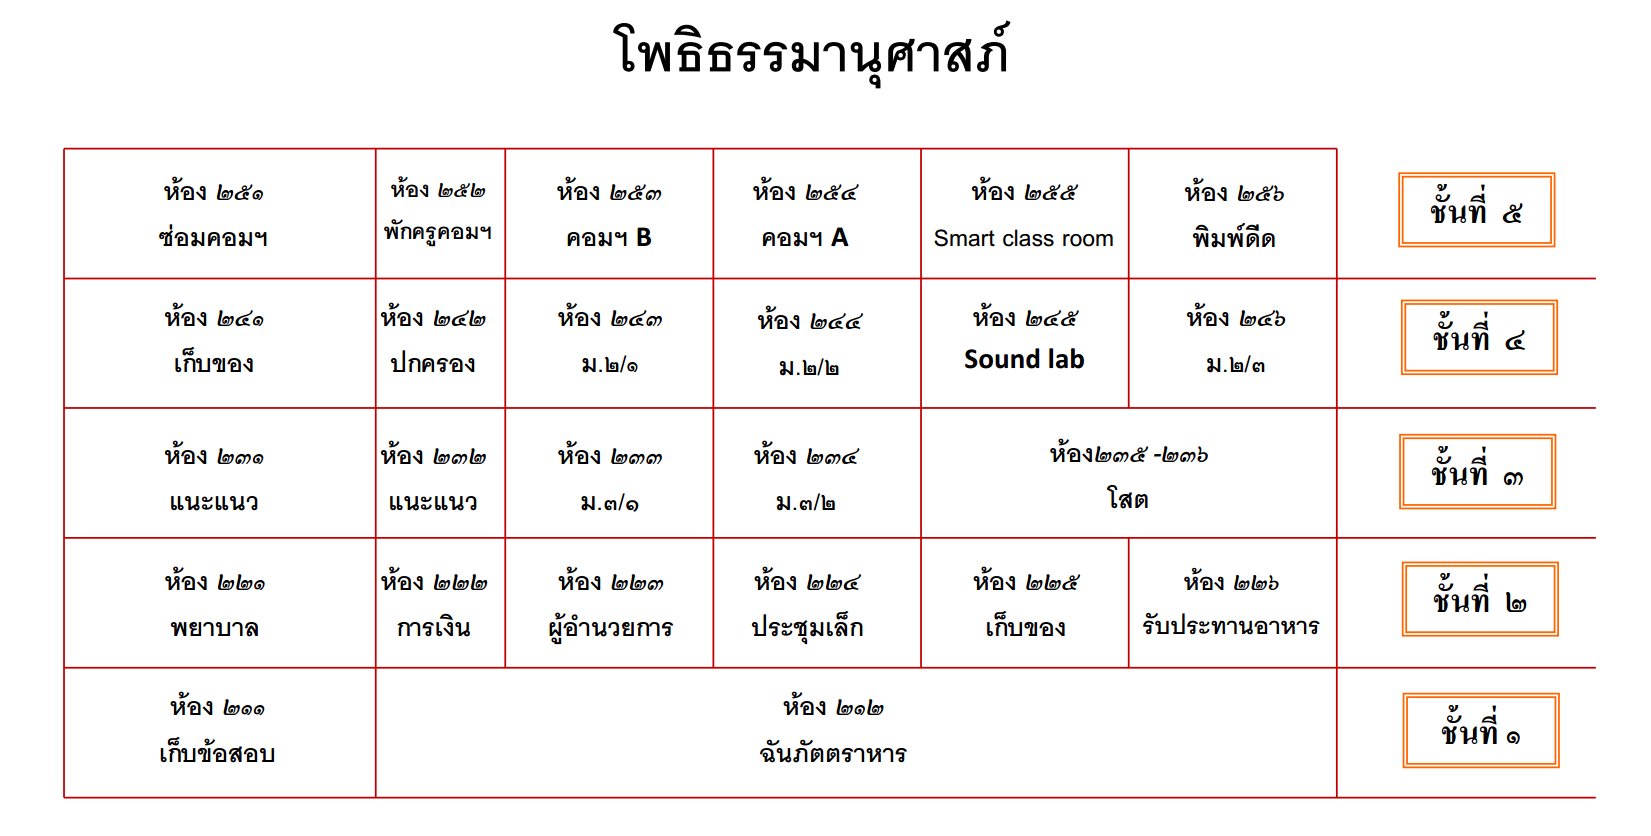 โพธิธรรมานุศาสภ์
ห้อง ๒๕๑
ซ่อมคอมฯ
ห้อง ๒๕๒
พักครูคอมฯ
ห้อง ๒๕๓
คอมฯ B
ห้อง ๒๕๔
คอมฯ A
ห้อง ๒๕๕
Smart class room
ห้อง ๒๕๖
พิมพ์ดีด
ชั้นที่ ๕
ห้อง ๒๔๑
เก็บของ
ห้อง ๒๔๒
ปกครอง
ห้อง ๒๔๓
ม.๒/๑
ห้อง ๒๔๔
ม.๒/๒
ห้อง ๒๔๕
Sound lab
ห้อง ๒๔๖
ม.๒/๓
ชั้นที่ ๔
ห้อง ๒๓๑
แนะแนว
ห้อง ๒๓๒
แนะแนว
ห้อง ๒๓๓
ม.๓/๑
ห้อง ๒๓๔
ม.๓/๒
ห้อง๒๓๕ -๒๓๖
โสต
ชั้นที่ ๓
ห้อง ๒๒๑
พยาบาล
ห้อง ๒๒๒
การเงิน
ห้อง ๒๒๓
ผู้อำนวยการ
ห้อง ๒๒๔
ประชุมเล็ก
ห้อง ๒๒๕
เก็บของ
ห้อง ๒๒๖
รับประทานอาหาร
ชั้นที่ ๒
ห้อง ๒๑๑
เก็บข้อสอบ
ห้อง ๒๑๒
ฉันภัตตราหาร
ชั้นที่ ๑